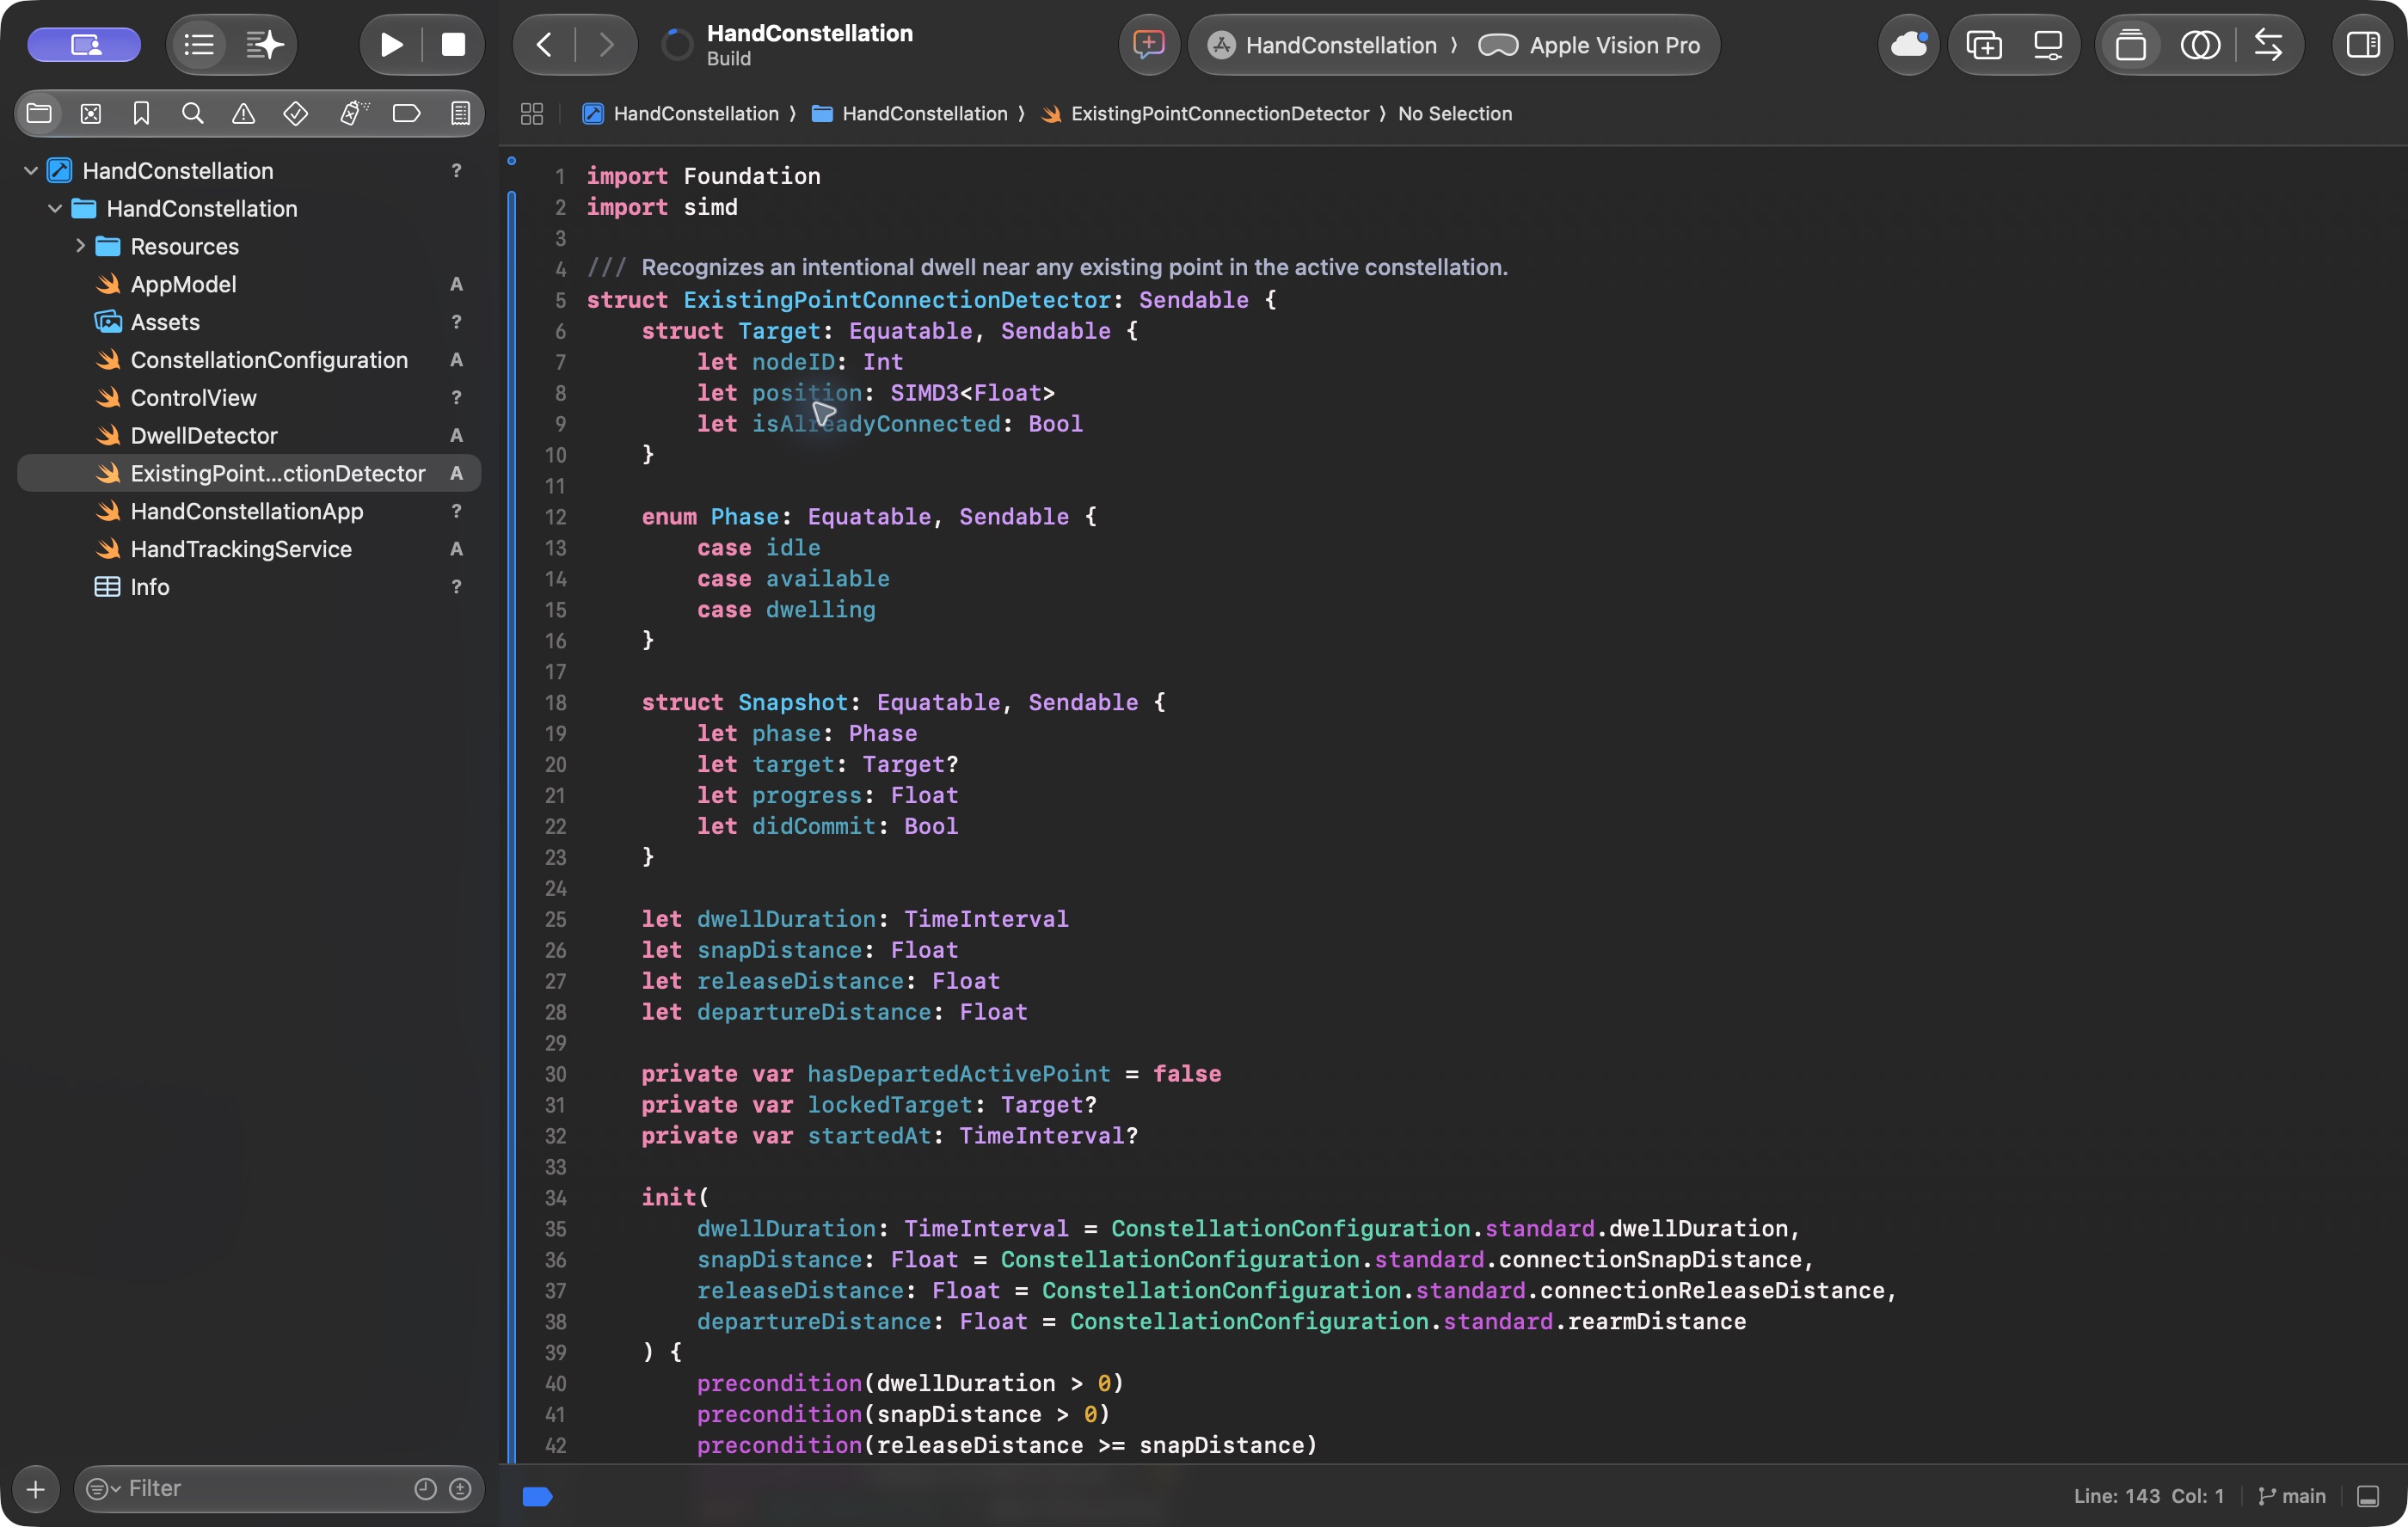 HandConstellation
Build
HandConstellation 〉 Apple Vision Pro
HandConstellation 〉 HandConstellation 〉 ExistingPointConnectionDetector 〉 No Selection
HandConstellation ?
HandConstellation
Resources
AppModel A
Assets ?
ConstellationConfiguration A
ControlView ?
DwellDetector A
ExistingPoint...ctionDetector A
HandConstellationApp ?
HandTrackingService A
Info ?
Filter
1 import Foundation
2 import simd
3
4 /// Recognizes an intentional dwell near any existing point in the active constellation.
5 struct ExistingPointConnectionDetector: Sendable {
6     struct Target: Equatable, Sendable {
7         let nodeID: Int
8         let position: SIMD3<Float>
9         let isAlreadyConnected: Bool
10     }
11
12     enum Phase: Equatable, Sendable {
13         case idle
14         case available
15         case dwelling
16     }
17
18     struct Snapshot: Equatable, Sendable {
19         let phase: Phase
20         let target: Target?
21         let progress: Float
22         let didCommit: Bool
23     }
24
25     let dwellDuration: TimeInterval
26     let snapDistance: Float
27     let releaseDistance: Float
28     let departureDistance: Float
29
30     private var hasDepartedActivePoint = false
31     private var lockedTarget: Target?
32     private var startedAt: TimeInterval?
33
34     init(
35         dwellDuration: TimeInterval = ConstellationConfiguration.standard.dwellDuration,
36         snapDistance: Float = ConstellationConfiguration.standard.connectionSnapDistance,
37         releaseDistance: Float = ConstellationConfiguration.standard.connectionReleaseDistance,
38         departureDistance: Float = ConstellationConfiguration.standard.rearmDistance
39     ) {
40         precondition(dwellDuration > 0)
41         precondition(snapDistance > 0)
42         precondition(releaseDistance >= snapDistance)
Line: 143 Col: 1
main